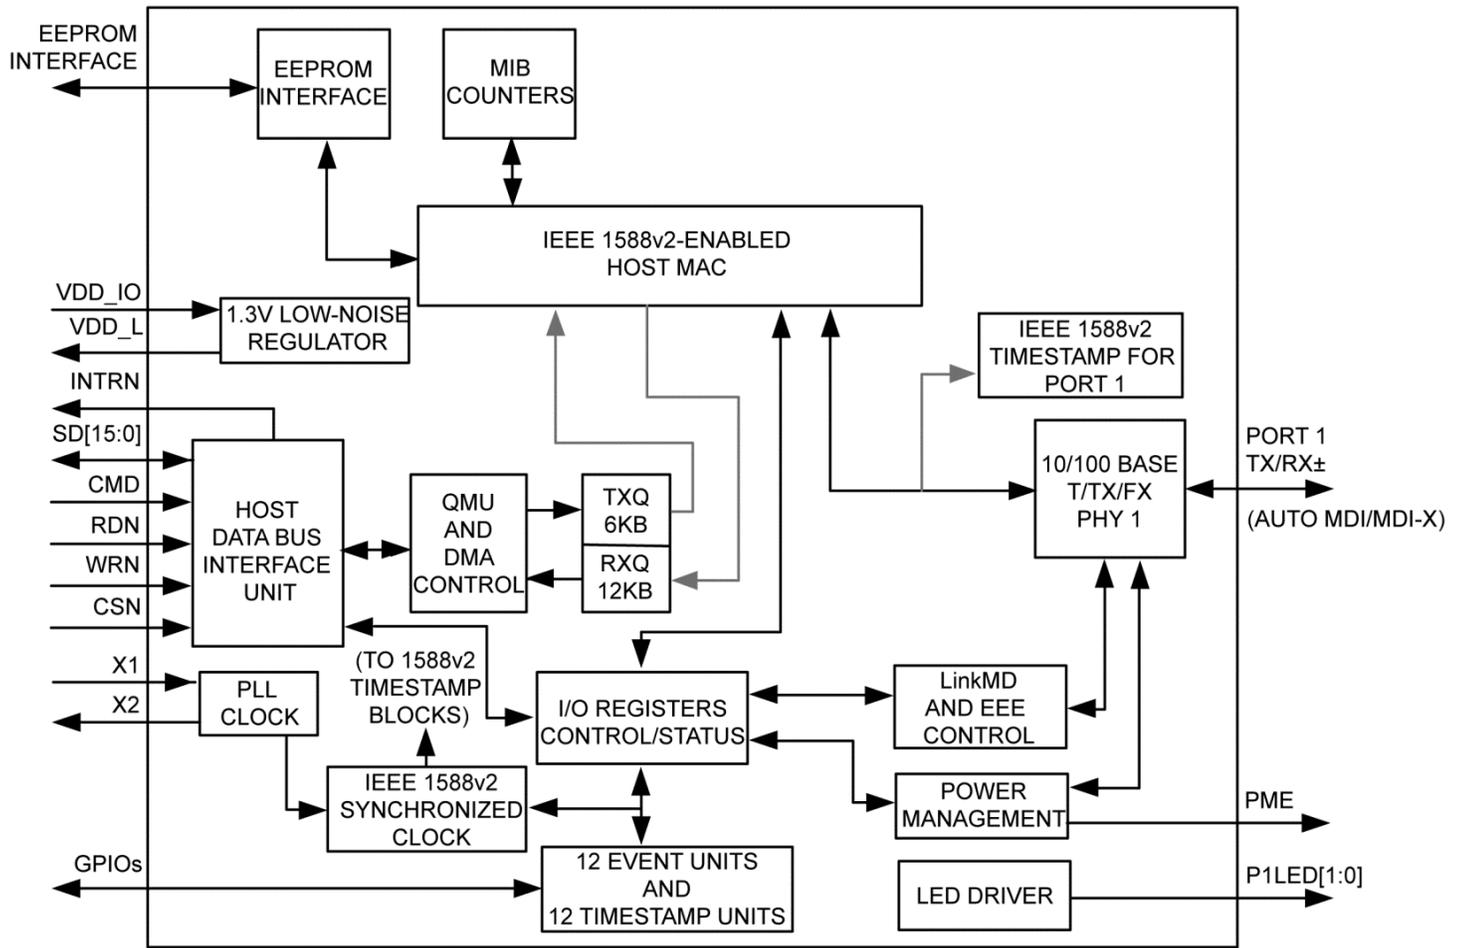 EEPROM
INTERFACE
EEPROM
INTERFACE
MIB
COUNTERS
IEEE 1588v2-ENABLED
HOST MAC
VDD_IO
VDD_L
1.3V LOW-NOISE
REGULATOR
IEEE 1588v2
TIMESTAMP FOR
PORT 1
INTRN
SD[15:0]
CMD
RDN
WRN
CSN
HOST
DATA BUS
INTERFACE
UNIT
QMU
AND
DMA
CONTROL
TXQ
6KB
RXQ
12KB
10/100 BASE
T/TX/FX
PHY 1
PORT 1
TX/RX±
(AUTO MDI/MDI-X)
X1
X2
PLL
CLOCK
(TO 1588v2
TIMESTAMP
BLOCKS)
I/O REGISTERS
CONTROL/STATUS
LinkMD
AND EEE
CONTROL
IEEE 1588v2
SYNCHRONIZED
CLOCK
POWER
MANAGEMENT
PME
GPIOs
12 EVENT UNITS
AND
12 TIMESTAMP UNITS
LED DRIVER
P1LED[1:0]